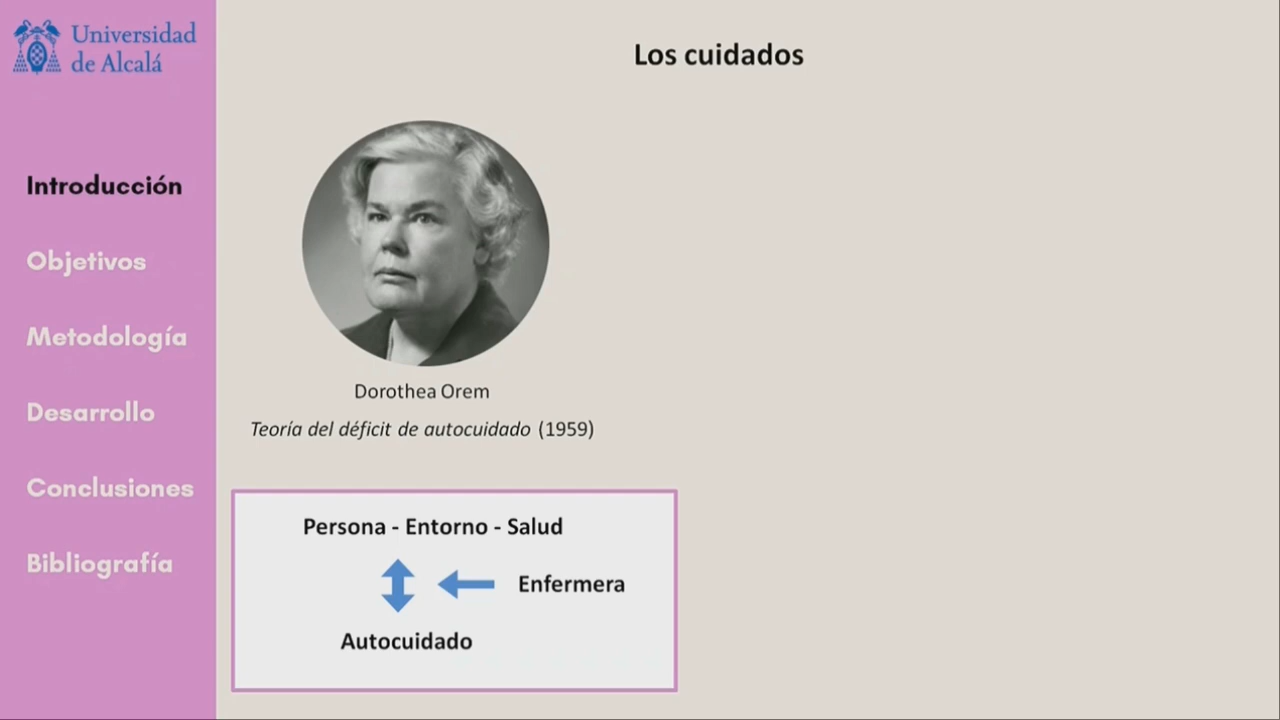 Universidad
de Alcalá
Introducción
Objetivos
Metodología
Desarrollo
Conclusiones
Bibliografía
Los cuidados
Dorothea Orem
Teoría del déficit de autocuidado (1959)
Persona - Entorno - Salud
Enfermera
Autocuidado